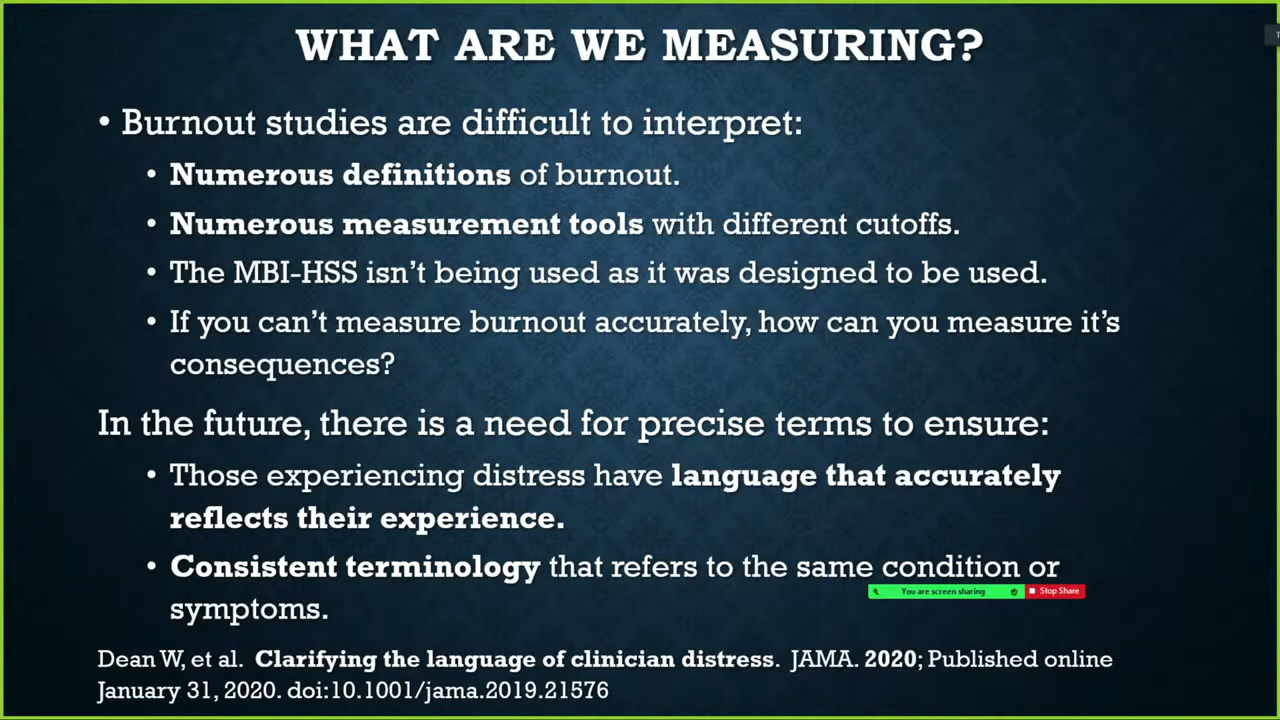 WHAT ARE WE MEASURING?
• Burnout studies are difficult to interpret:
• Numerous definitions of burnout.
• Numerous measurement tools with different cutoffs.
• The MBI-HSS isn't being used as it was designed to be used.
• If you can't measure burnout accurately, how can you measure it's
consequences?
In the future, there is a need for precise terms to ensure:
• Those experiencing distress have language that accurately
reflects their experience.
• Consistent terminology that refers to the same condition or
You are screen sharing Stop Share
symptoms.
Dean W, et al. Clarifying the language of clinician distress. JAMA. 2020; Published online
January 31, 2020. doi:10.1001/jama.2019.21576